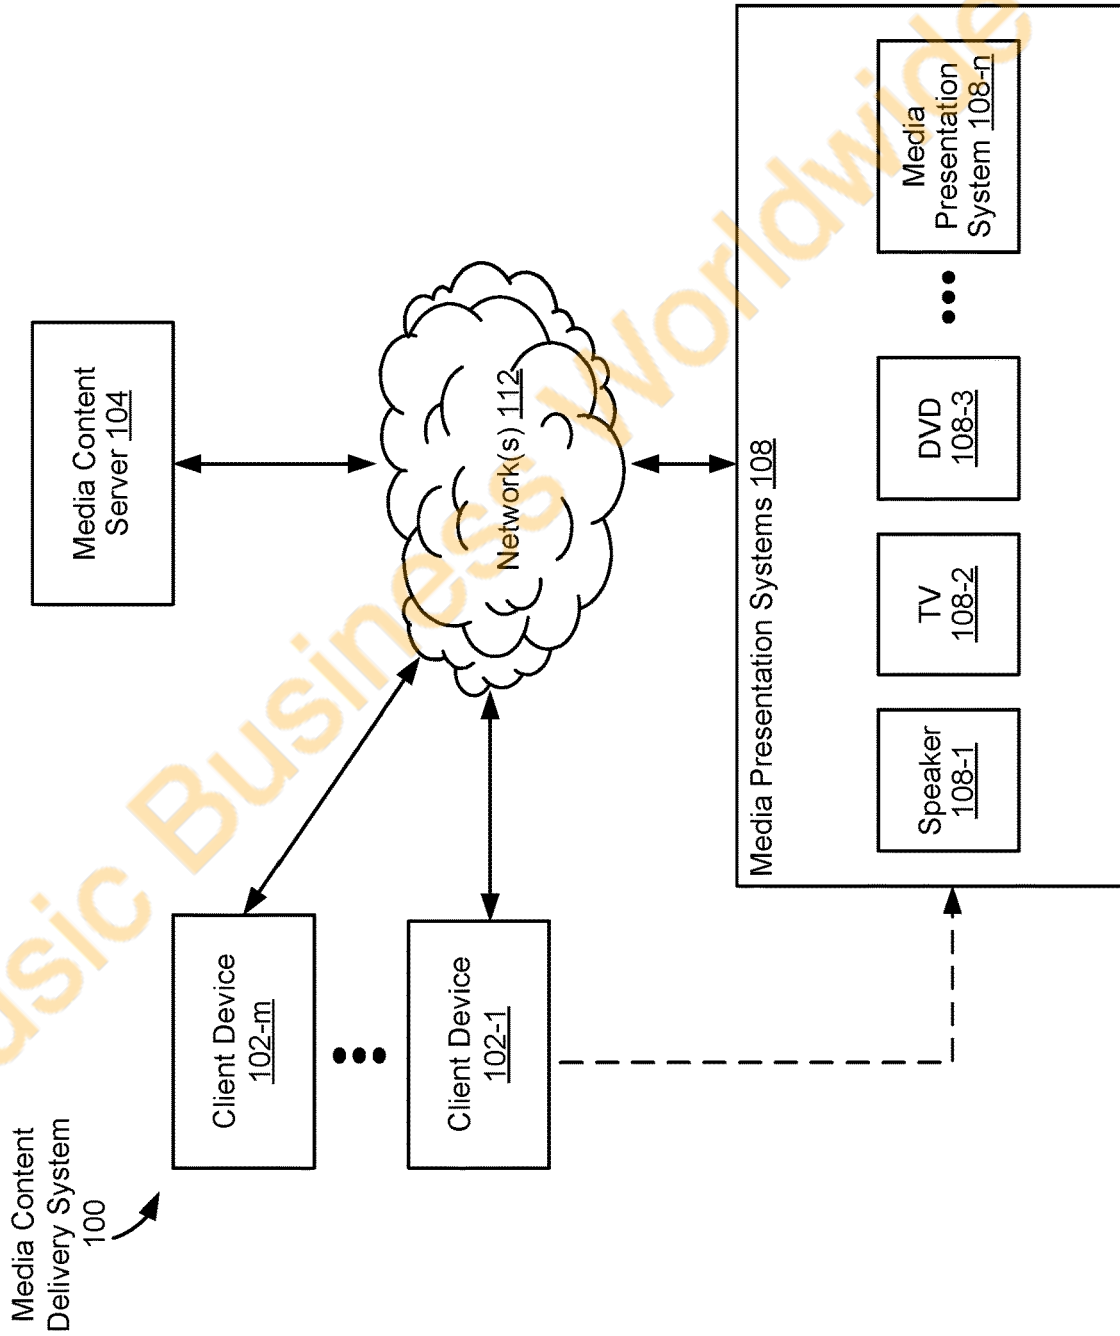 Media Content
Delivery System
100
Client Device
102-m
Client Device
102-1
Media Content
Server 104
Network(s) 112
Media Presentation Systems 108
Speaker
108-1
TV
108-2
DVD
108-3
Media
Presentation
System 108-n
usic Business Worldwide